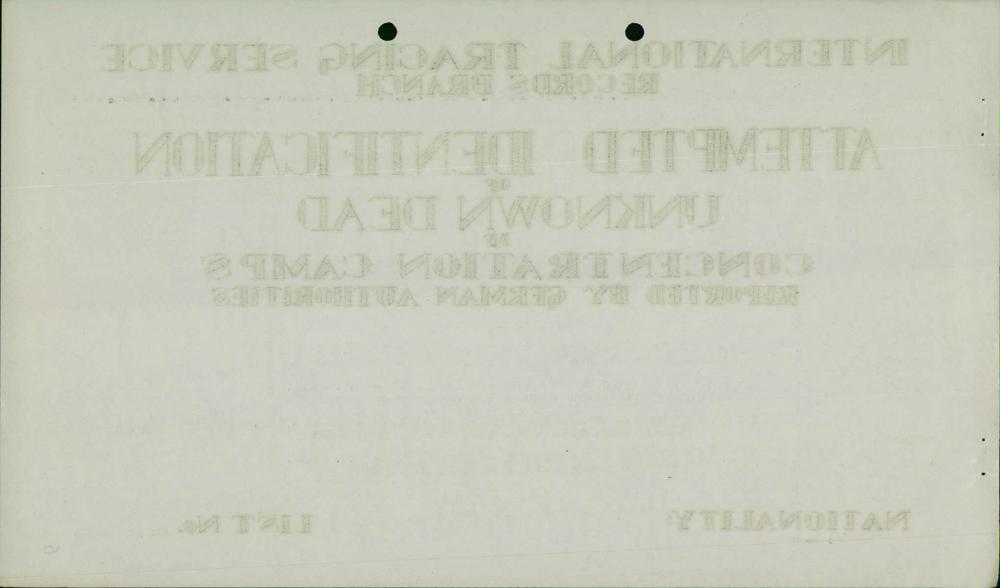 INTERNATIONAL TRACING SERVICE
RECORDS BRANCH
ATTEMPTED IDENTIFICATION
OF
UNKNOWN DEAD
IN
CONCENTRATION CAMPS
REPORTED BY GERMAN AUTHORITIES
NATIONALITY
LIST No.